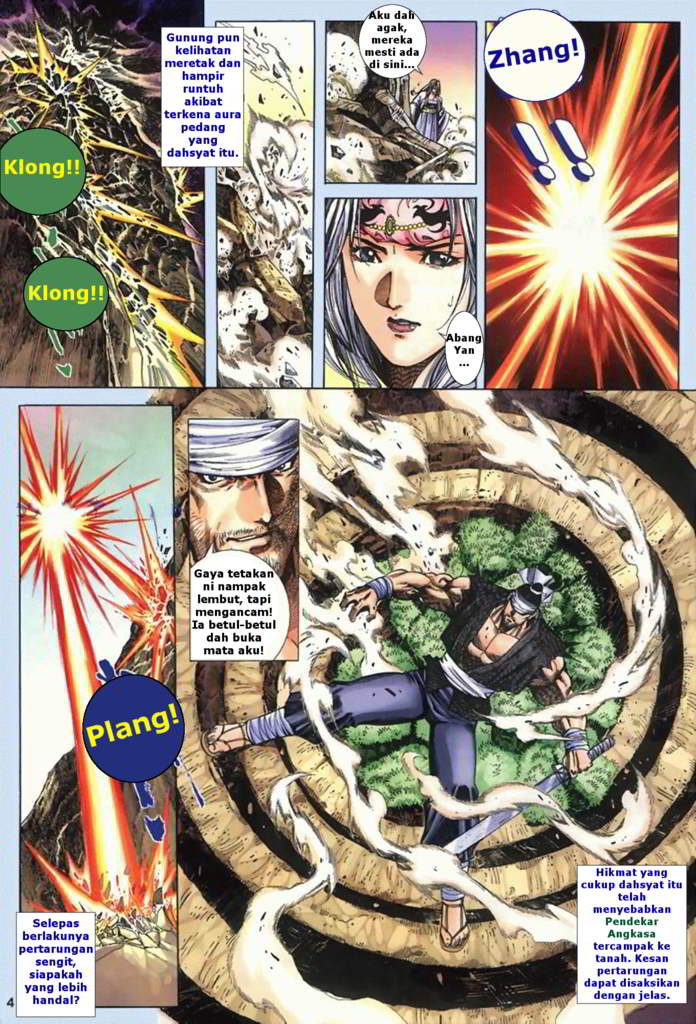 Gunung pun
kelihatan
meretak dan
hampir
runtuh
akibat
terkena aura
pedang
yang
dahsyat itu.
Klong!!
Klong!!
Aku dah
agak,
mereka
mesti ada
di sini...
Abang
Yan
...
Zhang!
!!
Plang!
Selepas
berlakunya
pertarungan
sengit,
siapakah
yang lebih
handal?
Gaya tetakan
ni nampak
lembut, tapi
mengancam!
Ia betul-betul
dah buka
mata aku!
Hikmat yang
cukup dahsyat itu
telah
menyebabkan
Pendekar
Angkasa
tercampak ke
tanah. Kesan
pertarungan
dapat disaksikan
dengan jelas.
4